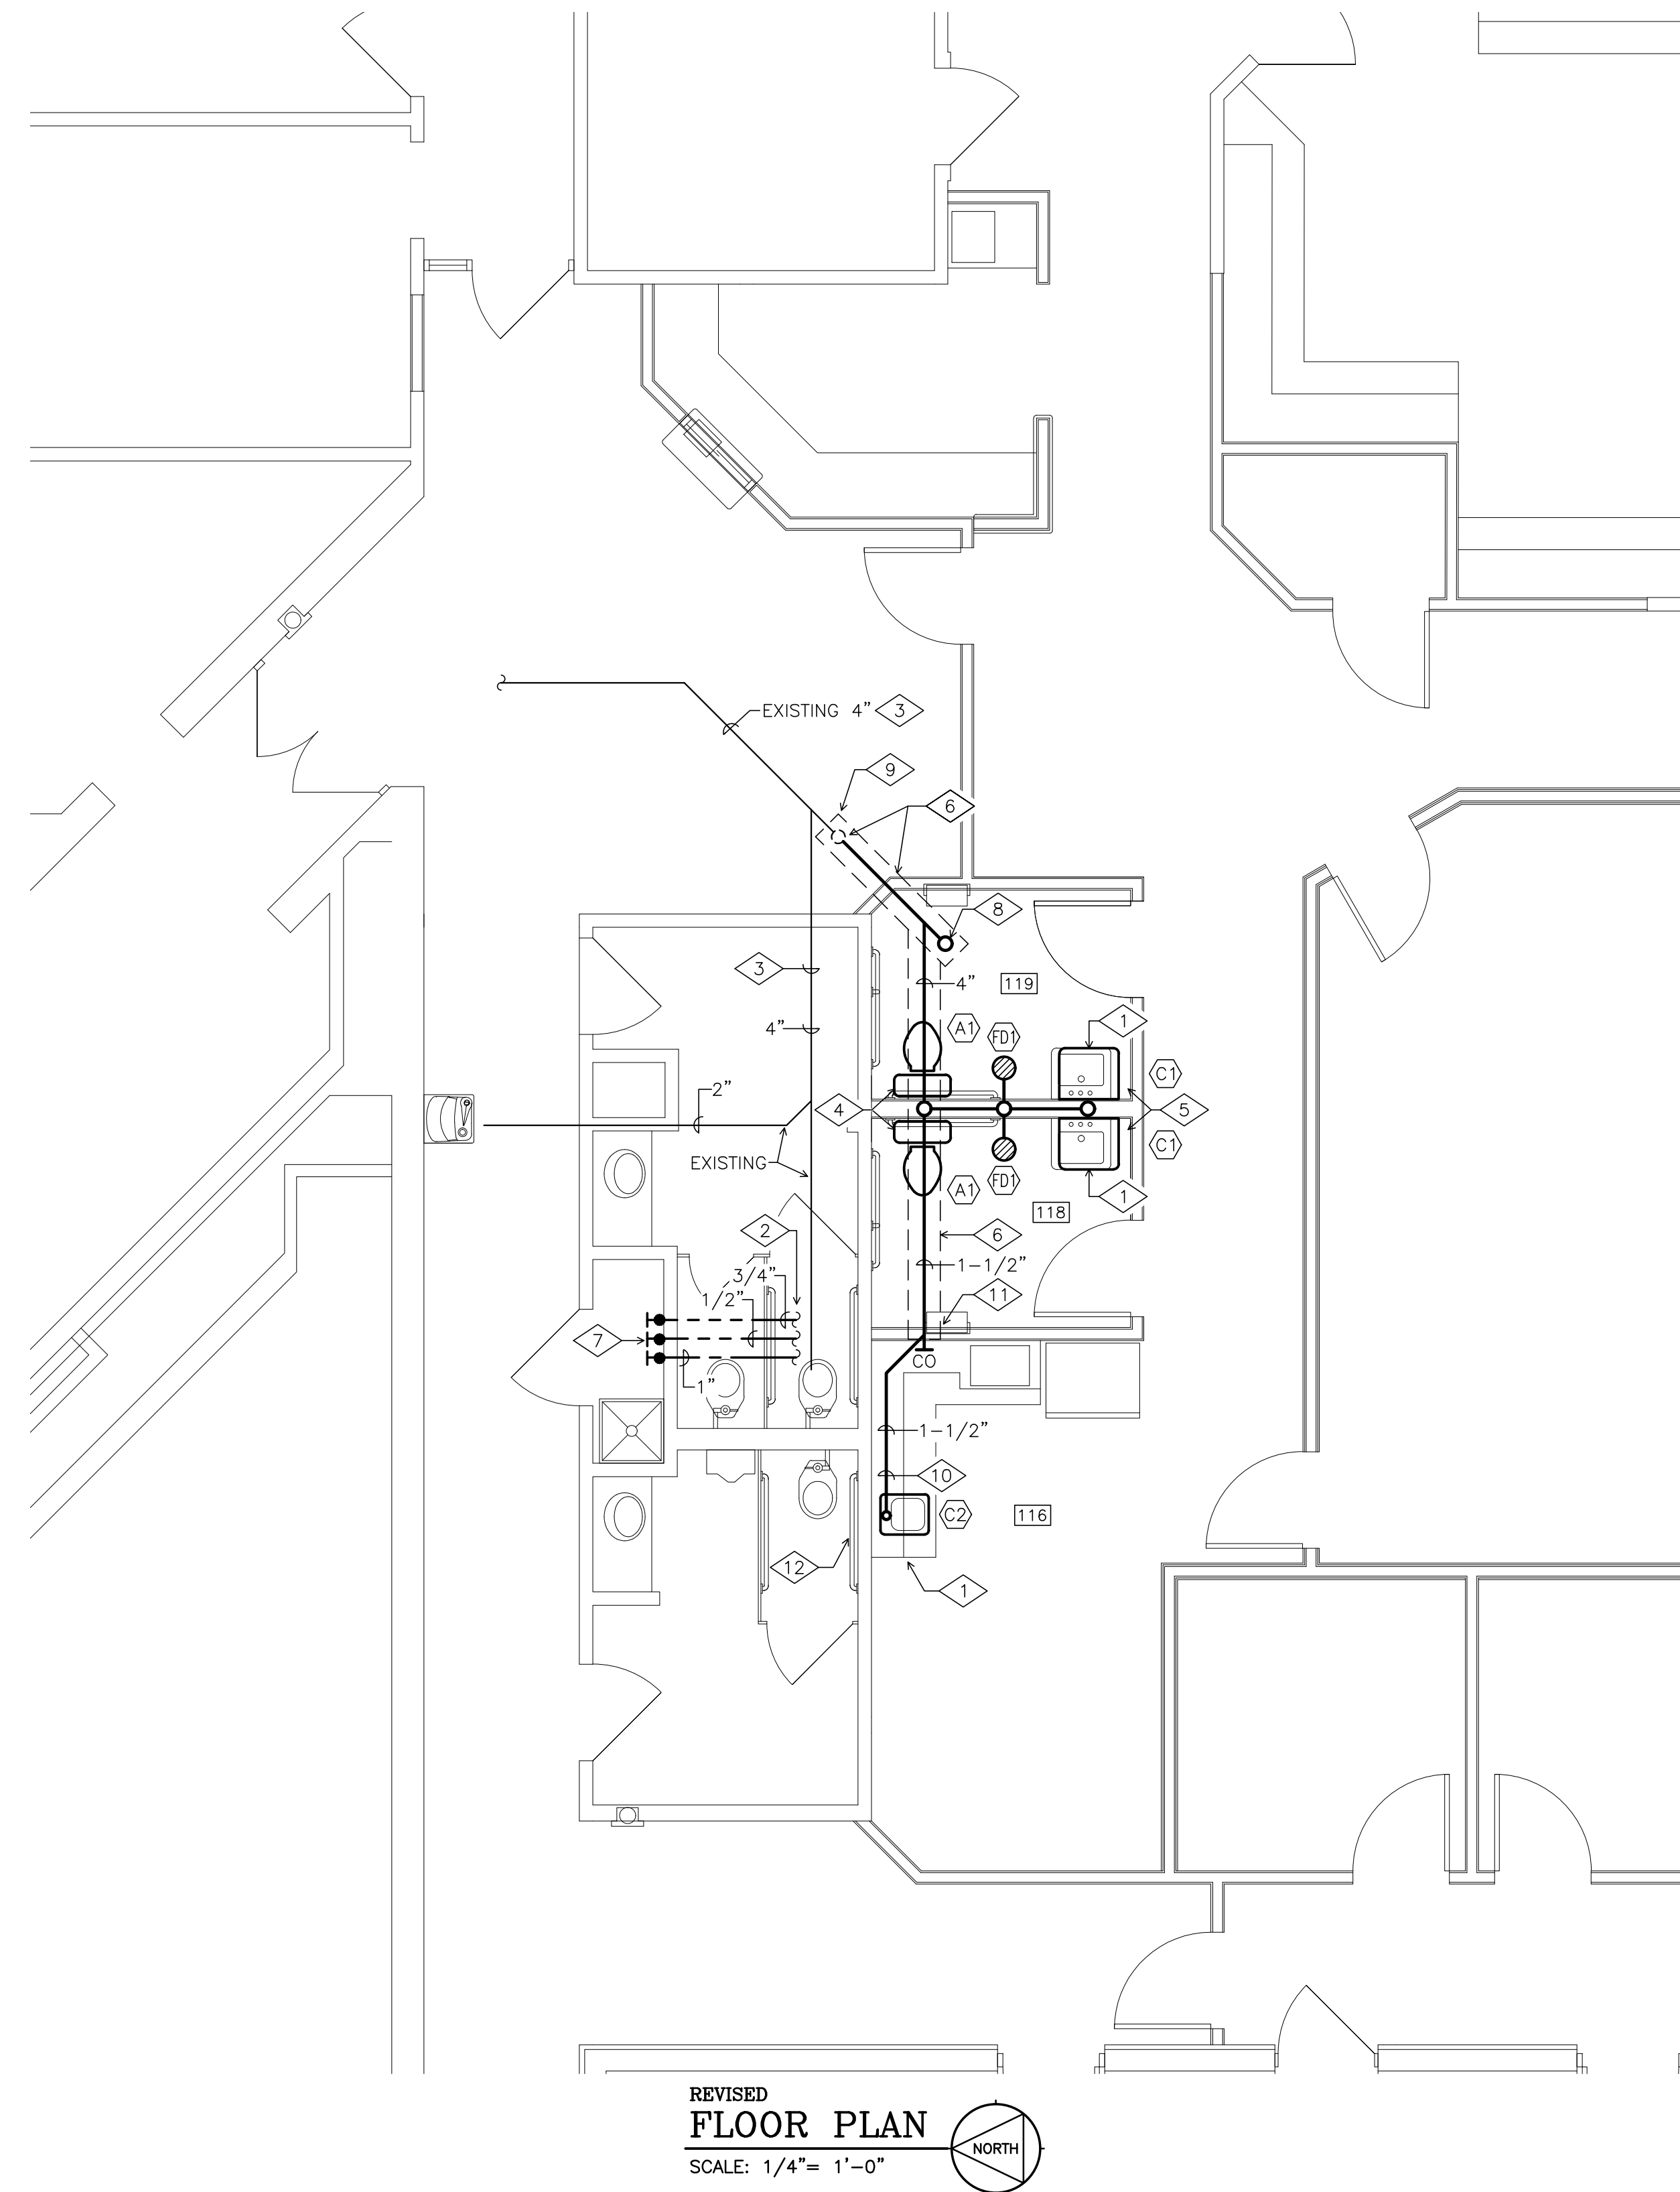 EXISTING 4"
3
9
6
8
3
4"
119
4"
1
A1
FD1
C1
2"
4
5
C1
EXISTING
FD1
A1
1
118
2
6
3/4"
1-1/2"
1/2"
11
7
CO
1"
1-1/2"
10
C2
116
12
1
REVISED
FLOOR PLAN
NORTH
SCALE: 1/4"= 1'-0"